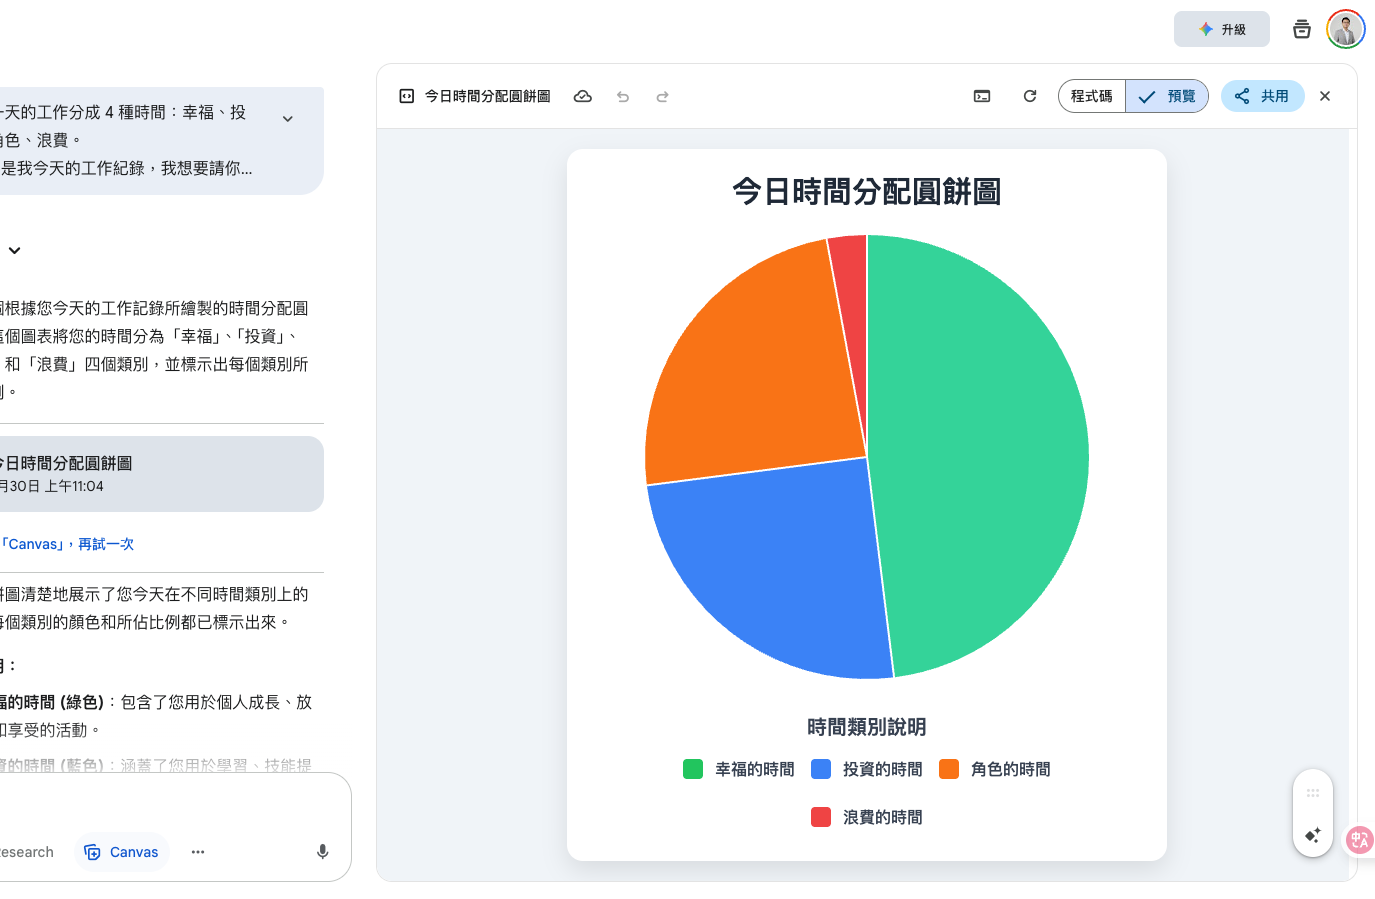 升級
天的工作分成 4 種時間：幸福、投
色、浪費。
是我今天的工作紀錄，我想要請你...
根據您今天的工作記錄所繪製的時間分配圓
這個圖表將您的時間分為「幸福」、「投資」、
和「浪費」四個類別，並標示出每個類別所
今日時間分配圓餅圖
月30日 上午11:04
「Canvas」，再試一次
餅圖清楚地展示了您今天在不同時間類別上的
每個類別的顏色和所佔比例都已標示出來。
明：
福的時間 (綠色)：包含了您用於個人成長、放
和享受的活動。
資的時間 (藍色)：涵蓋了您用於學習、技能提
esearch
Canvas
今日時間分配圓餅圖
程式碼
預覽
共用
今日時間分配圓餅圖
時間類別說明
幸福的時間 投資的時間 角色的時間
浪費的時間